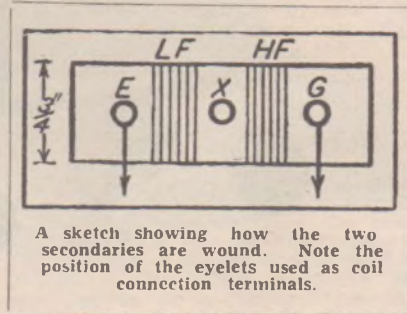 LF HF
E X G
3/4"
A sketch showing how the two
secondaries are wound. Note the
position of the eyelets used as coil
connection terminals.